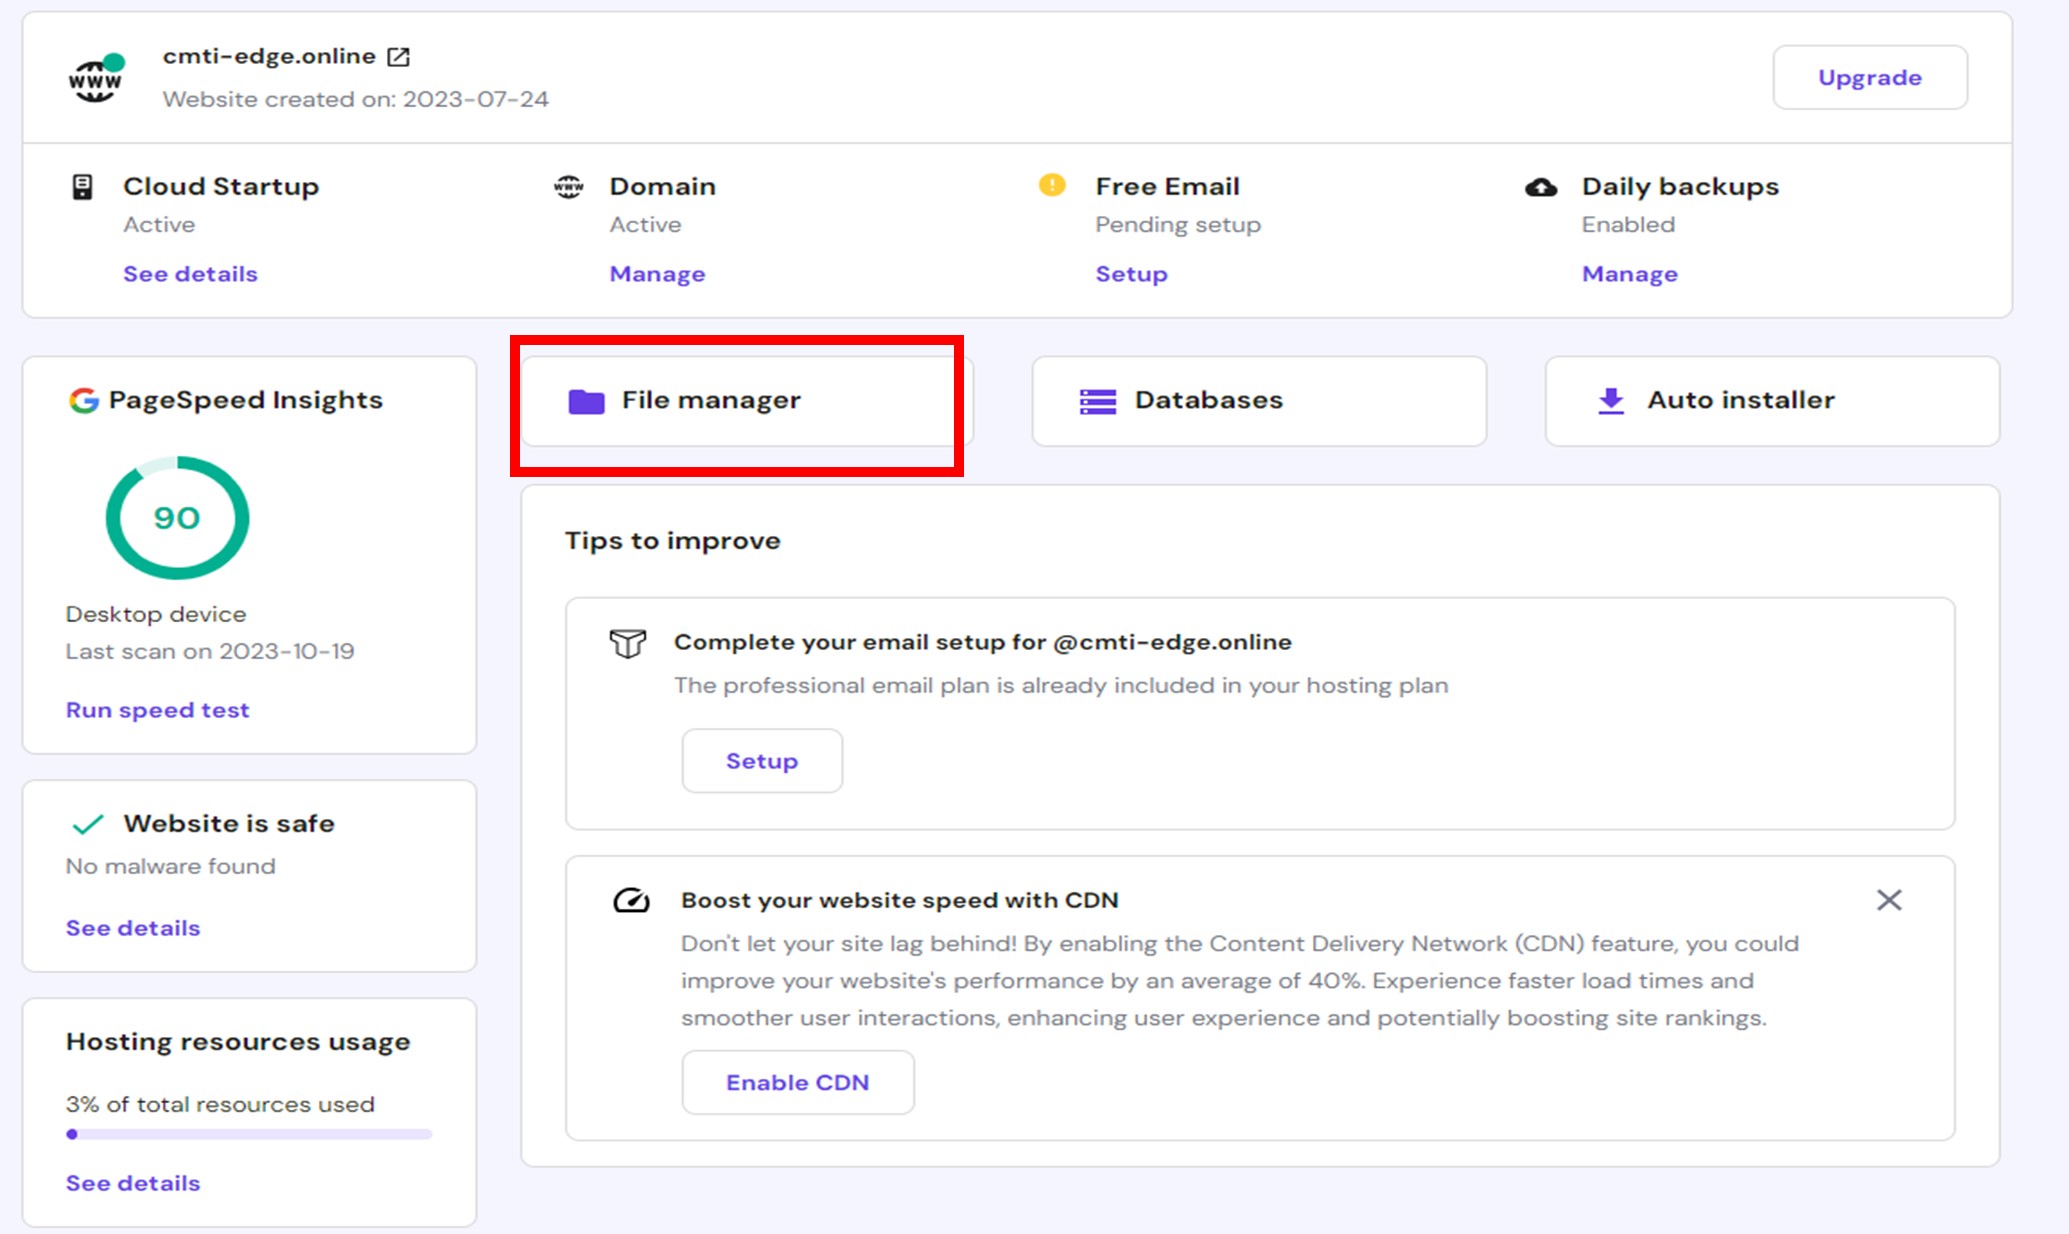 cmti-edge.online
Website created on: 2023-07-24
Upgrade
www
Cloud Startup
Active
See details
www
Domain
Active
Manage
Free Email
Pending setup
Setup
Daily backups
Enabled
Manage
PageSpeed Insights
90
Desktop device
Last scan on 2023-10-19
Run speed test
Website is safe
No malware found
See details
Hosting resources usage
3% of total resources used
See details
File manager
Databases
Auto installer
Tips to improve
Complete your email setup for @cmti-edge.online
The professional email plan is already included in your hosting plan
Setup
Boost your website speed with CDN
Don't let your site lag behind! By enabling the Content Delivery Network (CDN) feature, you could
improve your website's performance by an average of 40%. Experience faster load times and
smoother user interactions, enhancing user experience and potentially boosting site rankings.
Enable CDN